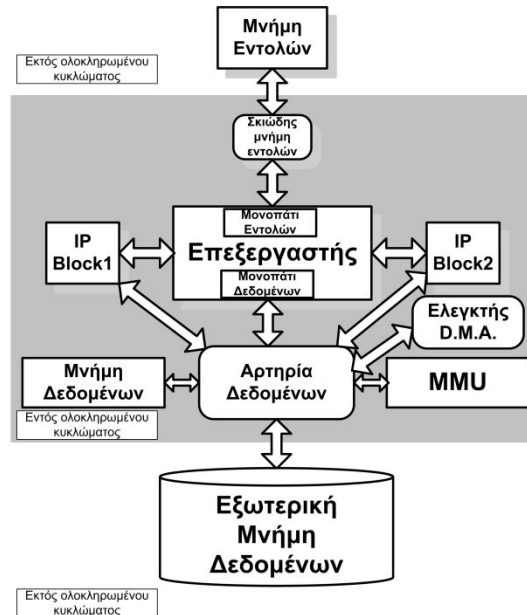 Μνήμη
Εντολών
Εκτός ολοκληρωμένου
κυκλώματος
Σκιώδης
μνήμη
εντολών
Μονοπάτι
Εντολών
IP
Block1
Επεξεργαστής
IP
Block2
Μονοπάτι
Δεδομένων
Ελεγκτής
D.M.A.
Μνήμη
Δεδομένων
Αρτηρία
Δεδομένων
MMU
Εντός ολοκληρωμένου
κυκλώματος
Εξωτερική
Μνήμη
Δεδομένων
Εκτός ολοκληρωμένου
κυκλώματος